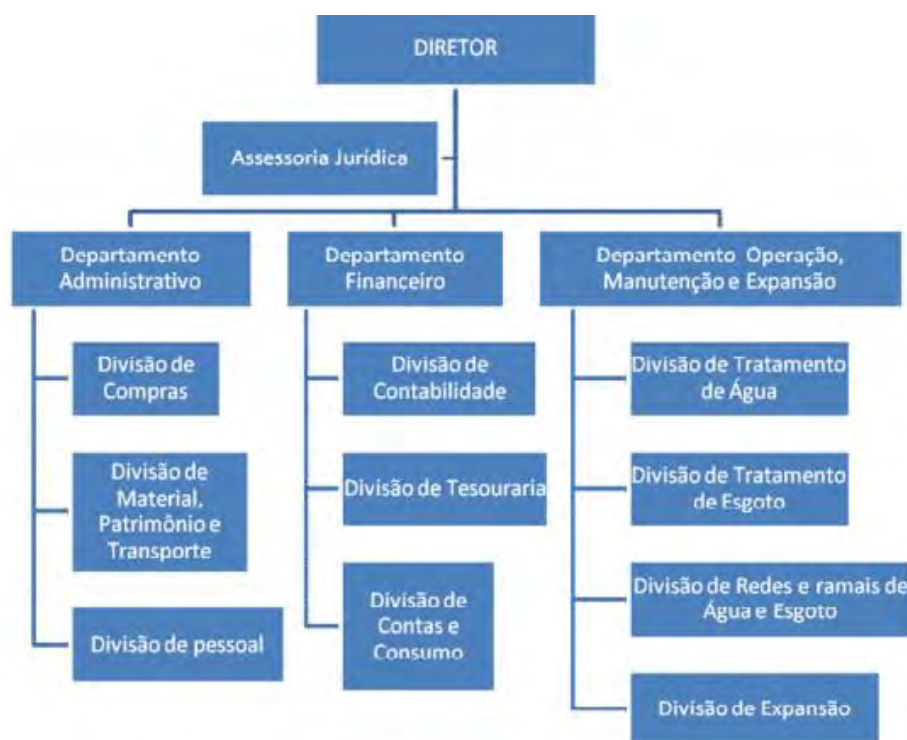 DIRETOR
Assessoria Jurídica
Departamento
Administrativo
Divisão de
Compras
Divisão de
Material,
Patrimônio e
Transporte
Divisão de pessoal
Departamento
Financeiro
Divisão de
Contabilidade
Divisão de Tesouraria
Divisão de
Contas e
Consumo
Departamento Operação,
Manutenção e Expansão
Divisão de Tratamento
de Água
Divisão de Tratamento
de Esgoto
Divisão de Redes e ramais de
Água e Esgoto
Divisão de Expansão